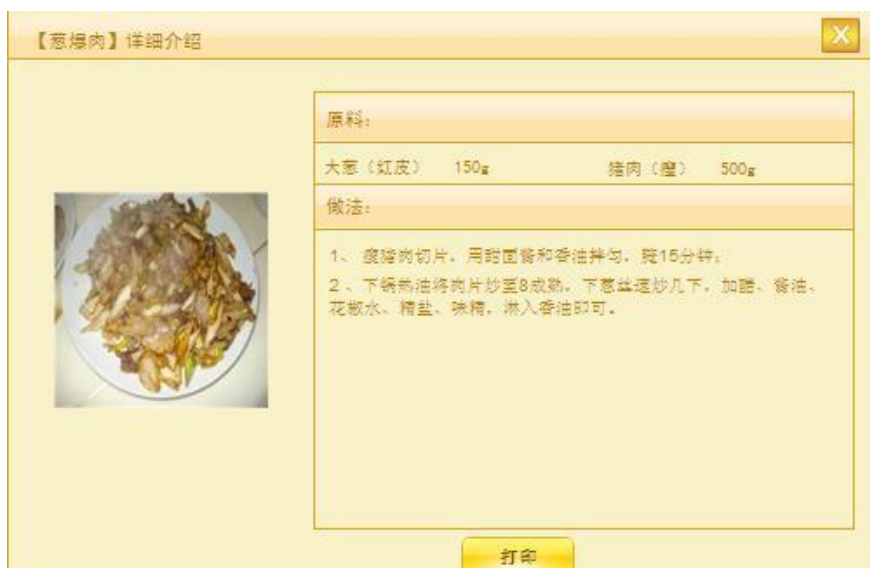 【葱爆肉】详细介绍
X
原料：
大葱（红皮） 150g 猪肉（瘦） 500g
做法：
1、 瘦猪肉切片，用甜面酱和香油拌匀，腌15分钟；
2 、下锅热油将肉片炒至8成熟，下葱丝速炒几下，加醋、酱油、
花椒水、精盐、味精，淋入香油即可。
打印